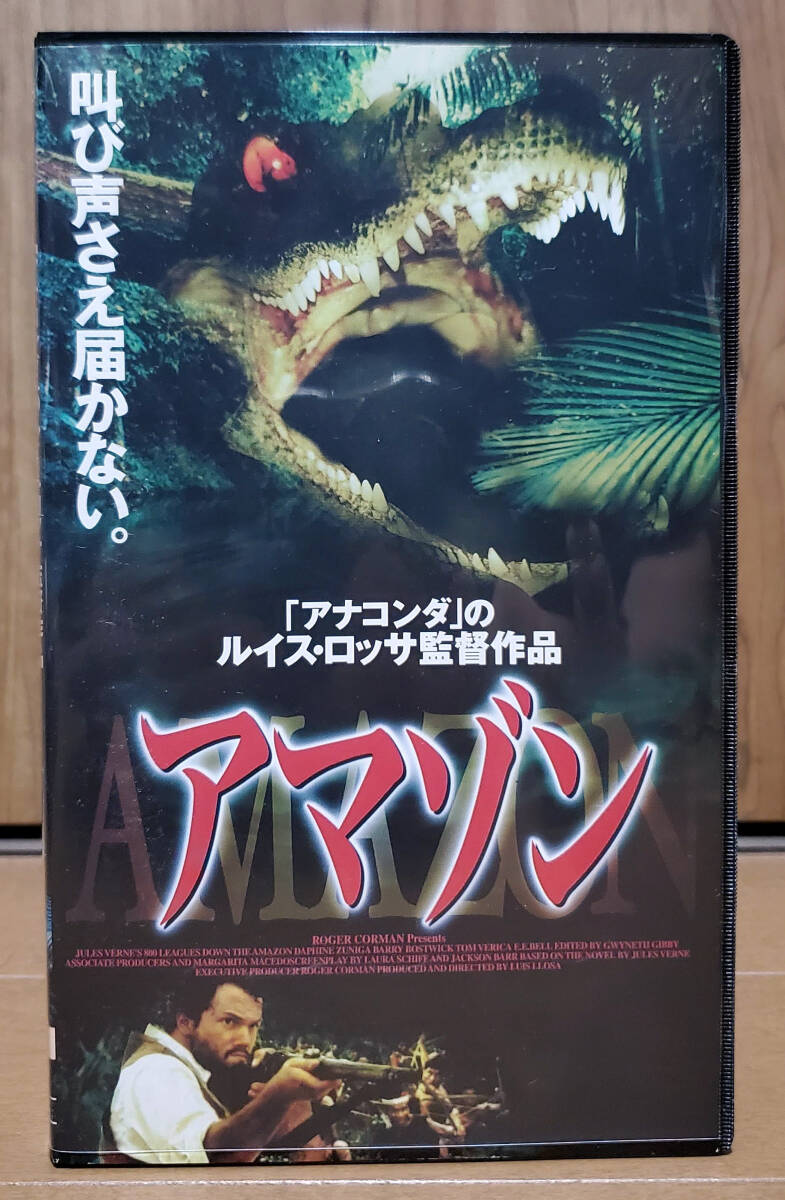 叫び声さえ届かない。
「アナコンダ」の
ルイス・ロッサ監督作品
AMAZON
アマゾン
ROGER CORMAN Presents
JULES VERNE'S 800 LEAGUES DOWN THE AMAZON DAPHNE ZUNIGA BARRY BOSTWICK TOM VERICA E.E.BELL EDITED BY GWYNETH GIBBY
ASSOCIATE PRODUCERS AND MARGARITA MACEDOSCREENPLAY BY LAURA SCHIFF AND JACKSON BARR BASED ON THE NOVEL BY JULES VERNE
EXECUTIVE PRODUCER ROGER CORMAN PRODUCED AND DIRECTED BY LUIS LLOSA